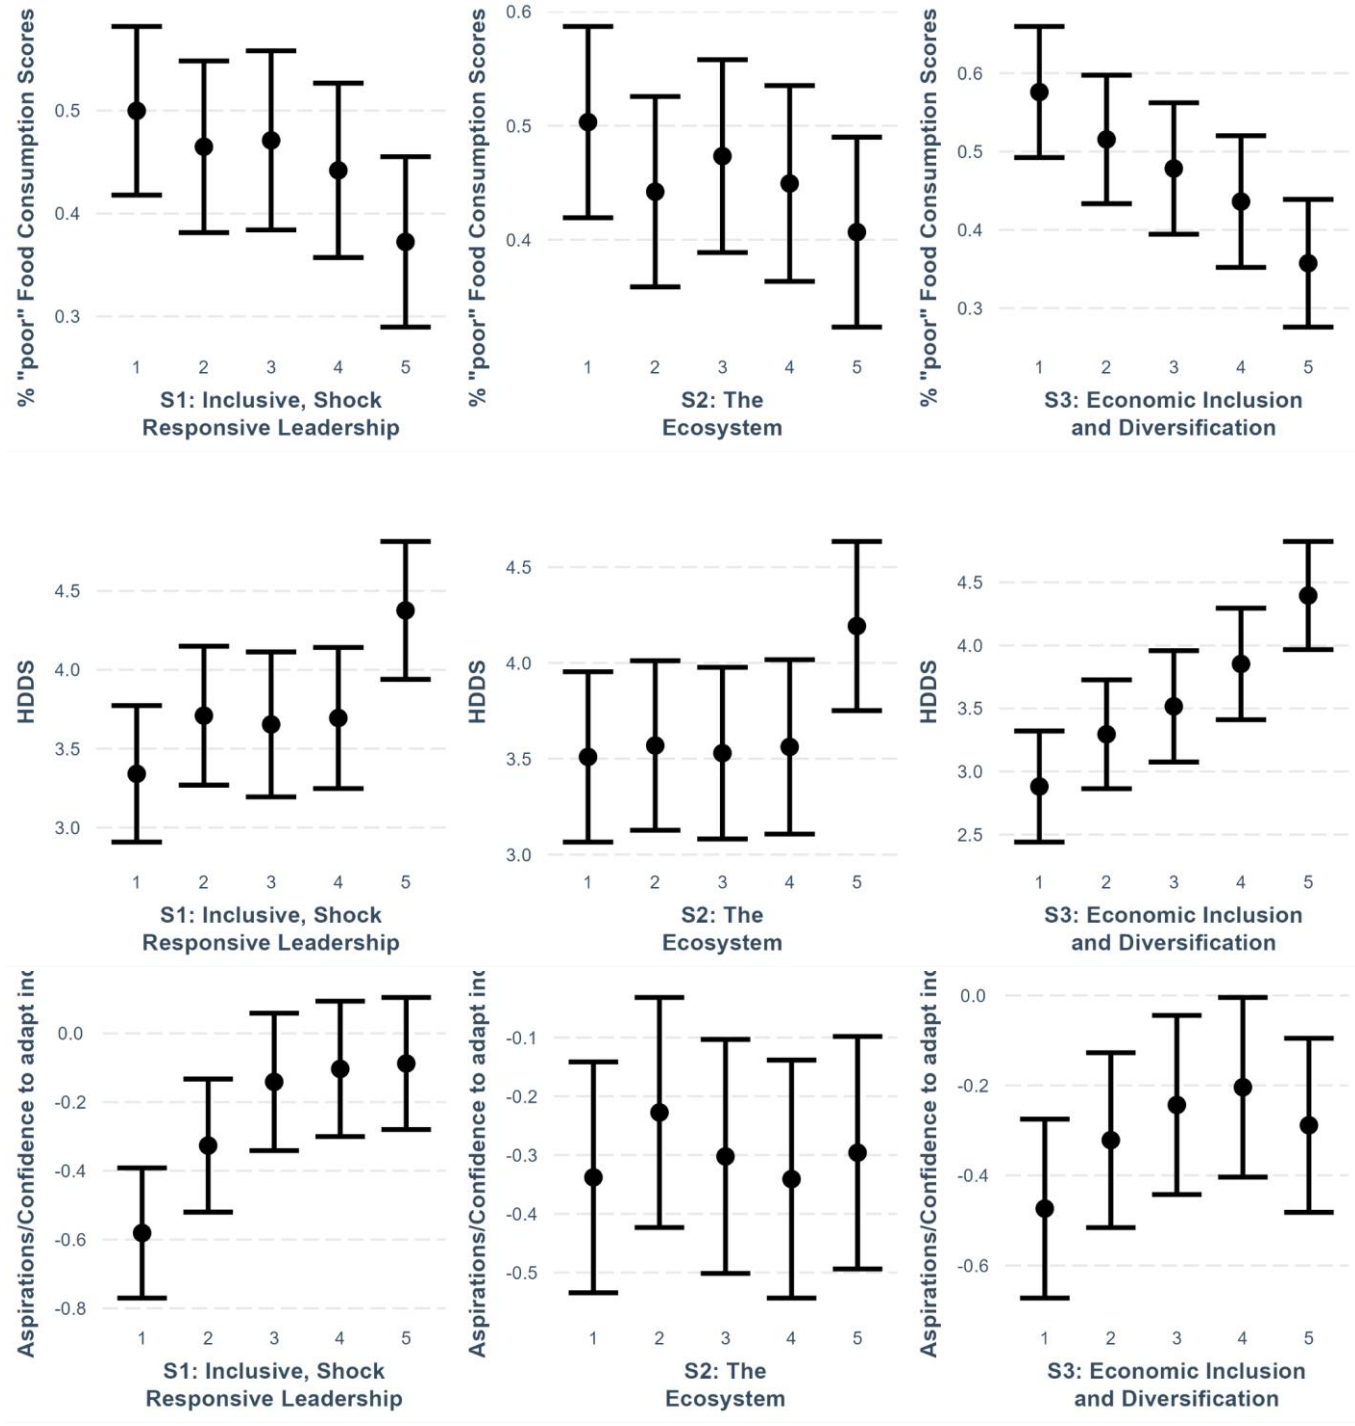 % "poor" Food Consumption Scores
0.5
0.4
0.3
1 2 3 4 5
S1: Inclusive, Shock
Responsive Leadership
% "poor" Food Consumption Scores
0.6
0.5
0.4
1 2 3 4 5
S2: The
Ecosystem
% "poor" Food Consumption Scores
0.6
0.5
0.4
0.3
1 2 3 4 5
S3: Economic Inclusion
and Diversification
HDDS
4.5
4.0
3.5
3.0
1 2 3 4 5
S1: Inclusive, Shock
Responsive Leadership
HDDS
4.5
4.0
3.5
3.0
1 2 3 4 5
S2: The
Ecosystem
HDDS
4.5
4.0
3.5
3.0
2.5
1 2 3 4 5
S3: Economic Inclusion
and Diversification
Aspirations/Confidence to adapt
0.0
-0.2
-0.4
-0.6
-0.8
1 2 3 4 5
S1: Inclusive, Shock
Responsive Leadership
Aspirations/Confidence to adapt
-0.1
-0.2
-0.3
-0.4
-0.5
1 2 3 4 5
S2: The
Ecosystem
Aspirations/Confidence to adapt
0.0
-0.2
-0.4
-0.6
1 2 3 4 5
S3: Economic Inclusion
and Diversification